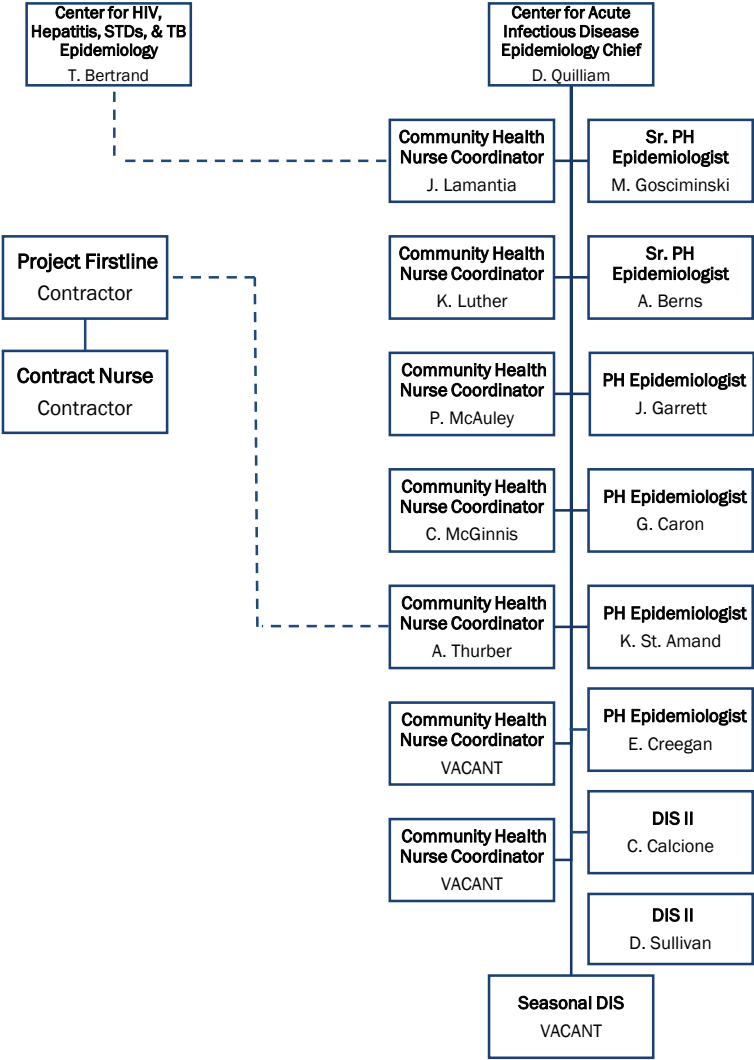 Center for HIV,
Hepatitis, STDs, & TB
Epidemiology
T. Bertrand
Center for Acute
Infectious Disease
Epidemiology Chief
D. Quilliam
Community Health
Nurse Coordinator
J. Lamantia
Sr. PH
Epidemiologist
M. Gosciminski
Project Firstline
Contractor
Contract Nurse
Contractor
Community Health
Nurse Coordinator
K. Luther
Sr. PH
Epidemiologist
A. Berns
Community Health
Nurse Coordinator
P. McAuley
PH Epidemiologist
J. Garrett
Community Health
Nurse Coordinator
C. McGinnis
PH Epidemiologist
G. Caron
Community Health
Nurse Coordinator
A. Thurber
PH Epidemiologist
K. St. Amand
Community Health
Nurse Coordinator
VACANT
PH Epidemiologist
E. Creegan
Community Health
Nurse Coordinator
VACANT
DIS II
C. Calcione
DIS II
D. Sullivan
Seasonal DIS
VACANT